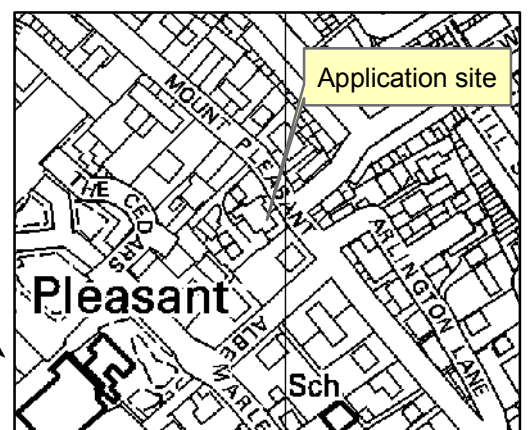 Application site
MOUNT PLEASANT
THE CEDARS
ARLINGTON LANE
Pleasant
ALBEMARLE
Sch